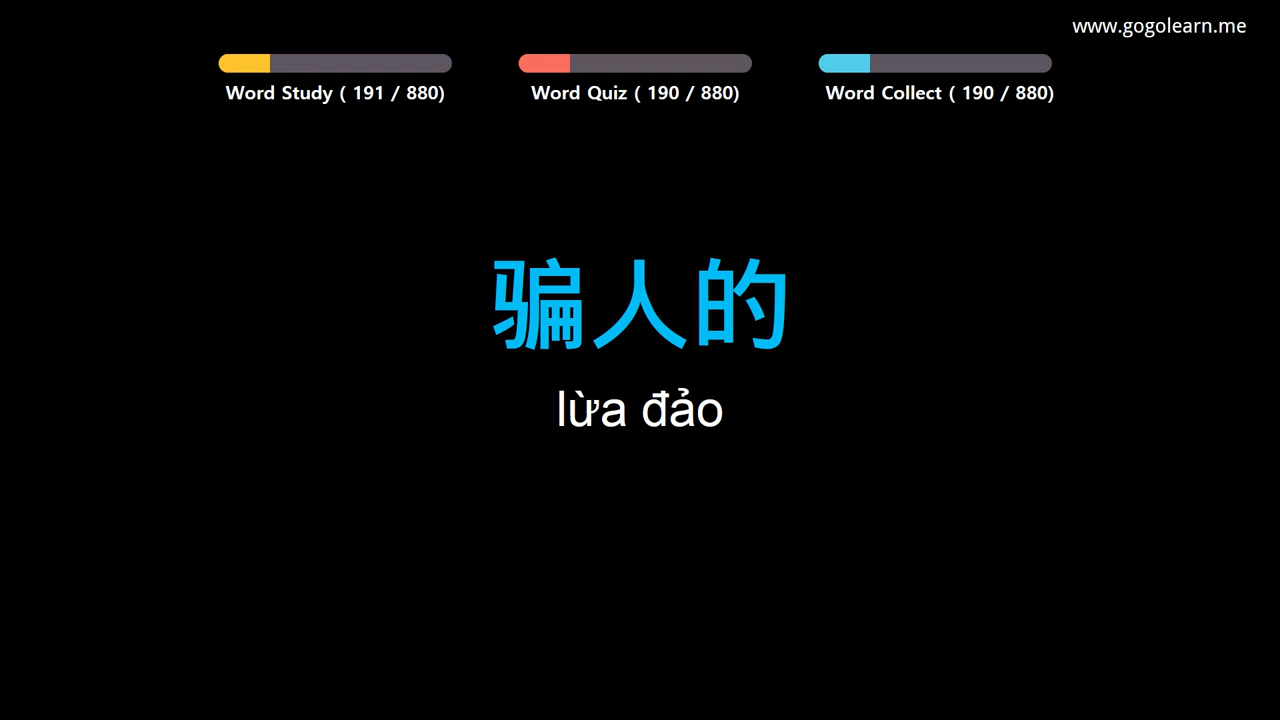 www.gogolearn.me
Word Study ( 191 / 880)
Word Quiz ( 190 / 880)
Word Collect ( 190 / 880)
骗人的
lừa đảo